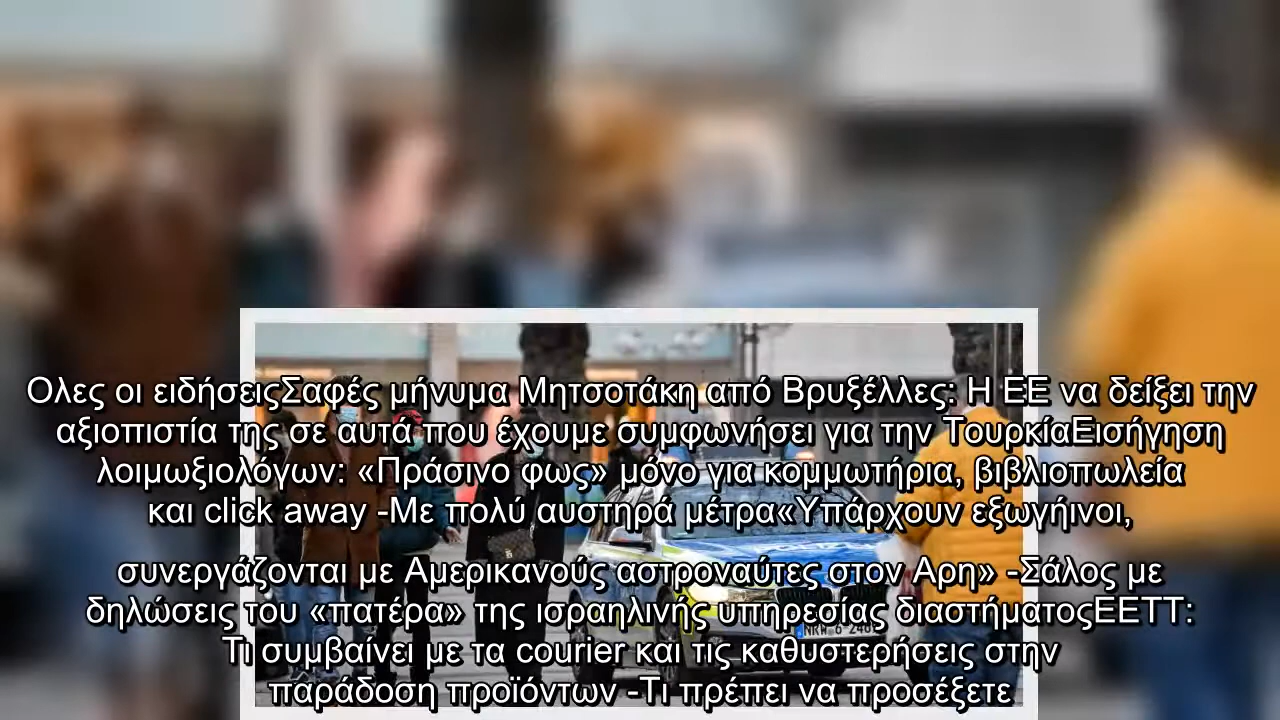 Ολες οι ειδήσειςΣαφές μήνυμα Μητσοτάκη από Βρυξέλλες: Η ΕΕ να δείξει την
αξιοπιστία της σε αυτά που έχουμε συμφωνήσει για την ΤουρκίαΕισήγηση
λοιμωξιολόγων: «Πράσινο φως» μόνο για κομμωτήρια, βιβλιοπωλεία
και click away -Με πολύ αυστηρά μέτρα«Υπάρχουν εξωγήινοι,
συνεργάζονται με Αμερικανούς αστροναύτες στον Αρη» -Σάλος με
δηλώσεις του «πατέρα» της ισραηλινής υπηρεσίας διαστήματοςΕΕΤΤ:
Τι συμβαίνει με τα courier και τις καθυστερήσεις στην
παράδοση προϊόντων -Τι πρέπει να προσέξετε